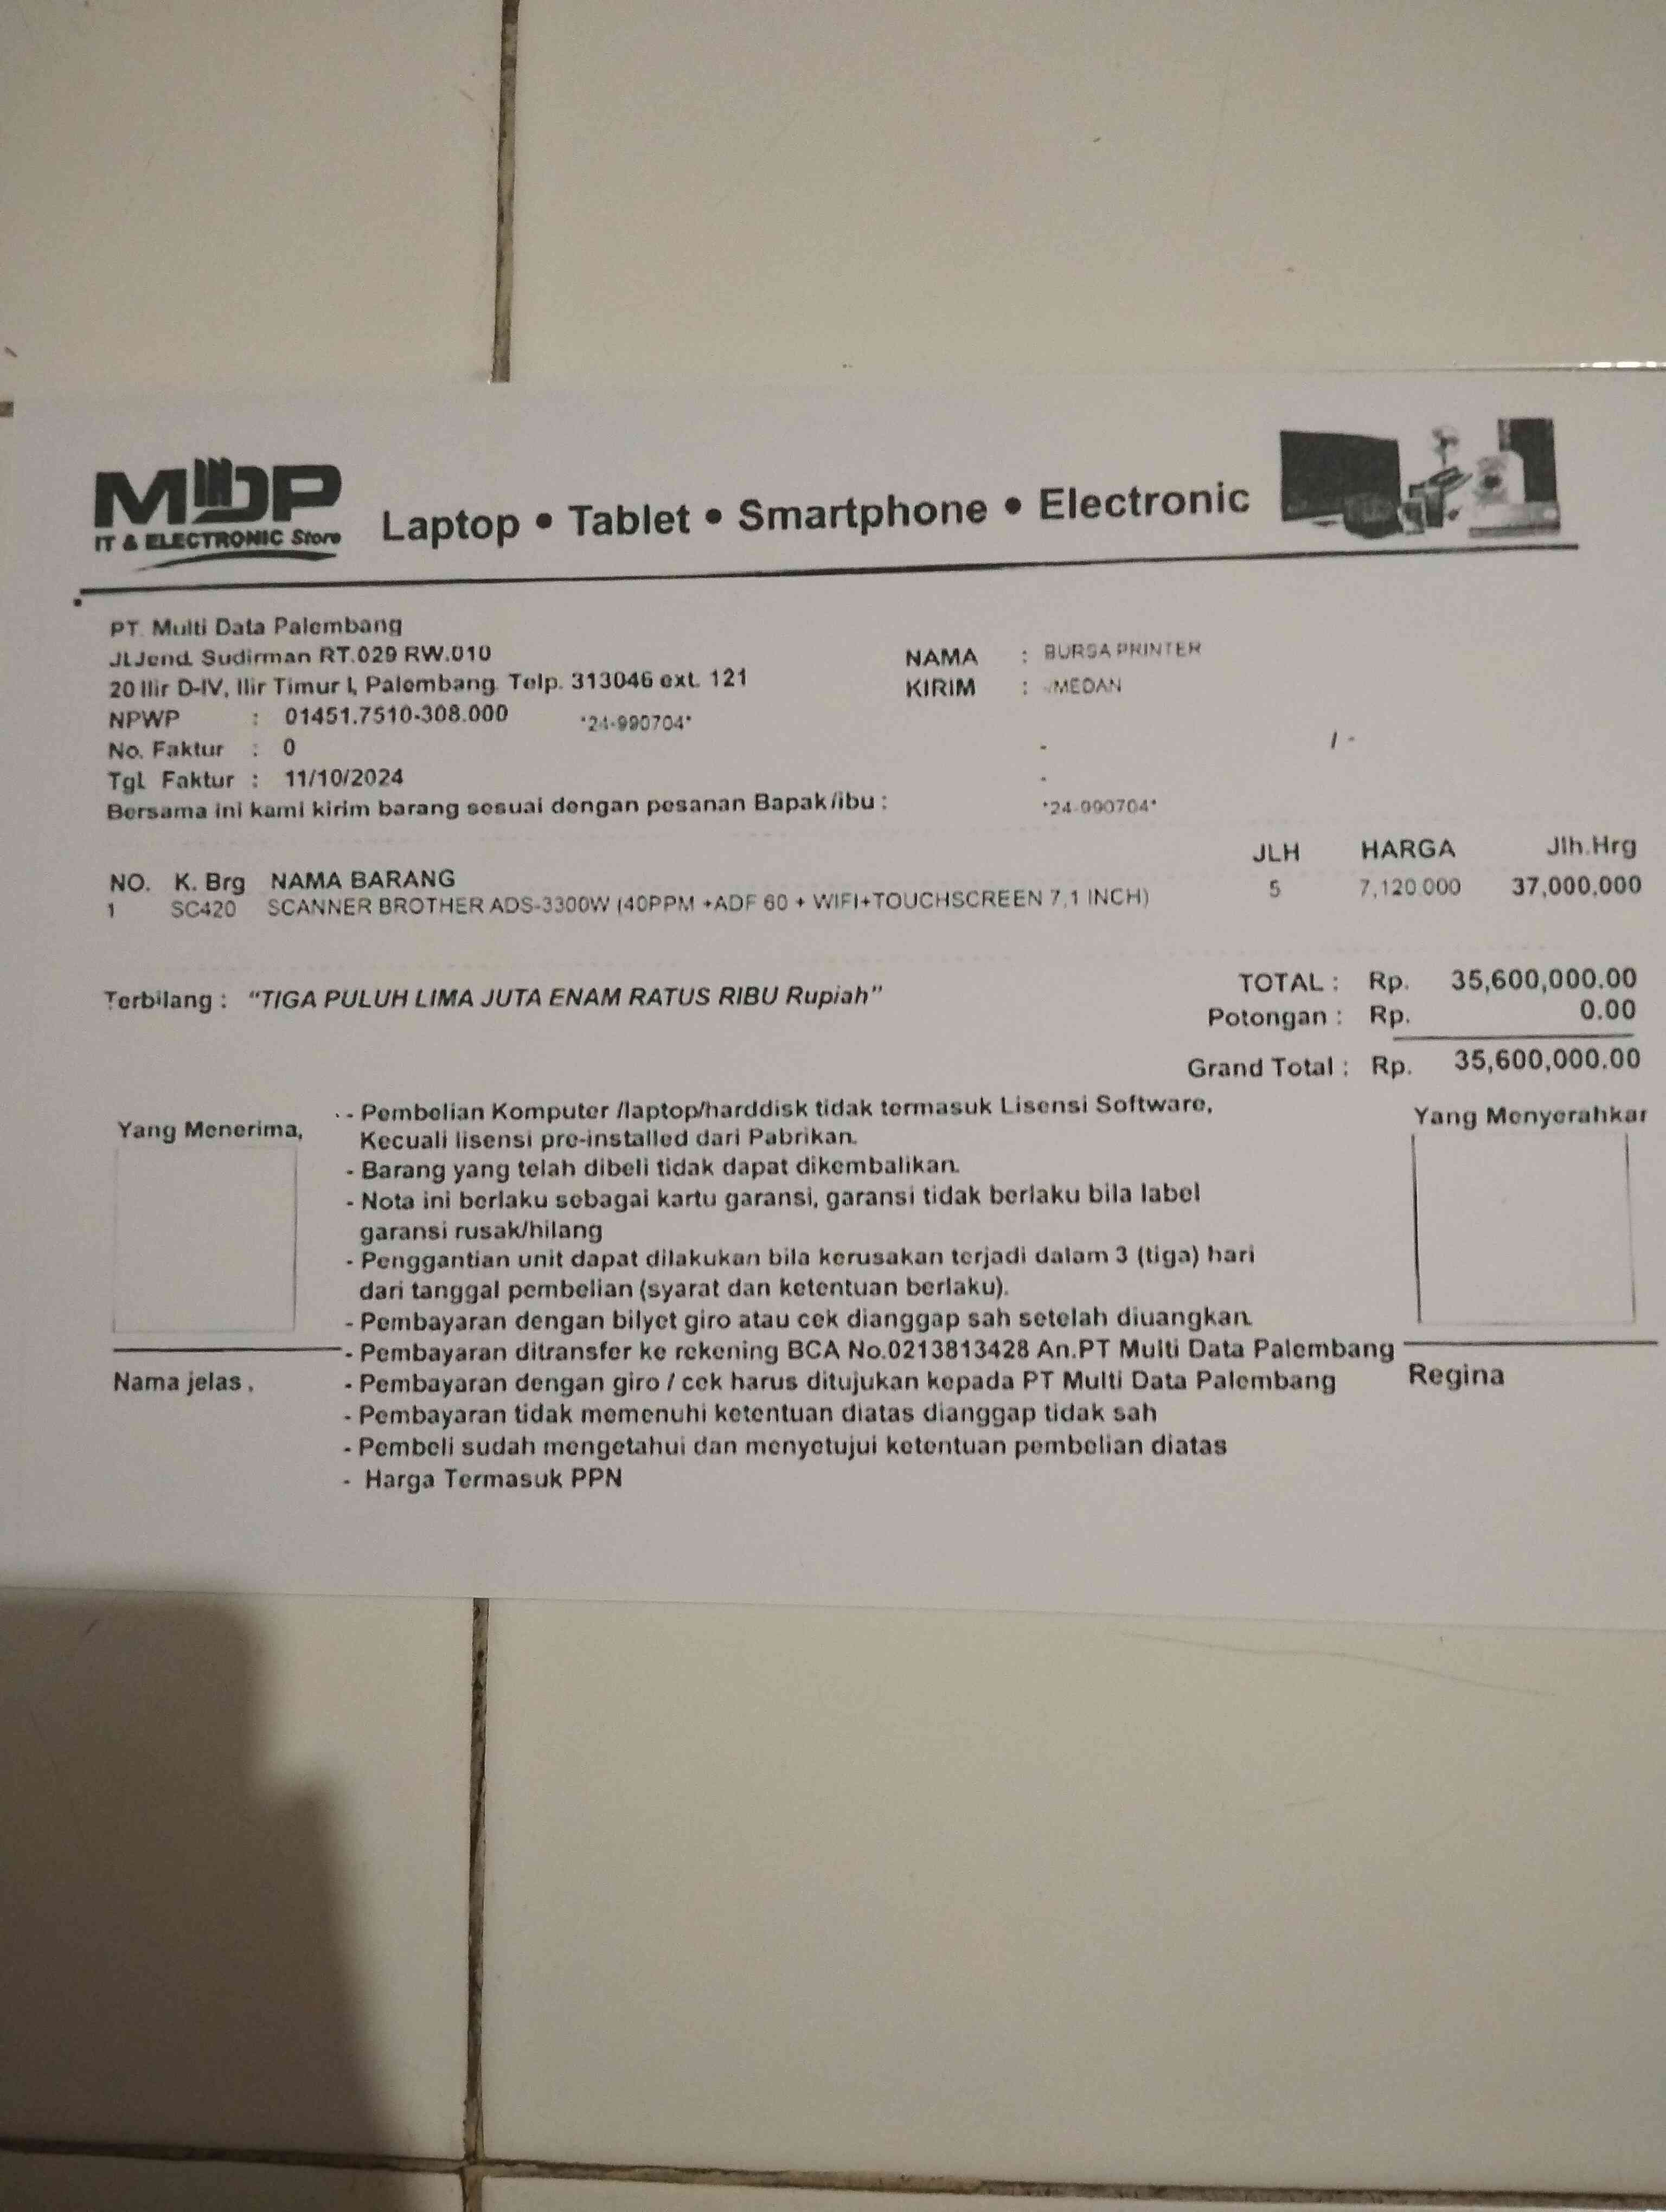 MDP
IT & ELECTRONIC Store
Laptop • Tablet • Smartphone • Electronic
PT. Multi Data Palembang
Jl.Jend. Sudirman RT.029 RW.010
20 Ilir D-IV, Ilir Timur I, Palembang. Telp. 313046 ext. 121
NPWP : 01451.7510-308.000 *24-990704*
No. Faktur : 0
Tgl. Faktur : 11/10/2024
Bersama ini kami kirim barang sesuai dengan pesanan Bapak/ibu :
NAMA : BURSA PRINTER
KIRIM : -/MEDAN
- / -
-
*24-990704*
NO. K. Brg NAMA BARANG JLH HARGA Jlh.Hrg
1 SC420 SCANNER BROTHER ADS-3300W (40PPM +ADF 60 + WIFI+TOUCHSCREEN 7,1 INCH) 5 7,120.000 37,000,000
Terbilang : “TIGA PULUH LIMA JUTA ENAM RATUS RIBU Rupiah”
TOTAL : Rp. 35,600,000.00
Potongan : Rp. 0.00
Grand Total : Rp. 35,600,000.00
Yang Menerima,
Nama jelas ,
- Pembelian Komputer /laptop/harddisk tidak termasuk Lisensi Software,
Kecuali lisensi pre-installed dari Pabrikan.
- Barang yang telah dibeli tidak dapat dikembalikan.
- Nota ini berlaku sebagai kartu garansi, garansi tidak berlaku bila label
garansi rusak/hilang
- Penggantian unit dapat dilakukan bila kerusakan terjadi dalam 3 (tiga) hari
dari tanggal pembelian (syarat dan ketentuan berlaku).
- Pembayaran dengan bilyet giro atau cek dianggap sah setelah diuangkan.
- Pembayaran ditransfer ke rekening BCA No.0213813428 An.PT Multi Data Palembang
- Pembayaran dengan giro / cek harus ditujukan kepada PT Multi Data Palembang
- Pembayaran tidak memenuhi ketentuan diatas dianggap tidak sah
- Pembeli sudah mengetahui dan menyetujui ketentuan pembelian diatas
- Harga Termasuk PPN
Yang Menyerahkar
Regina